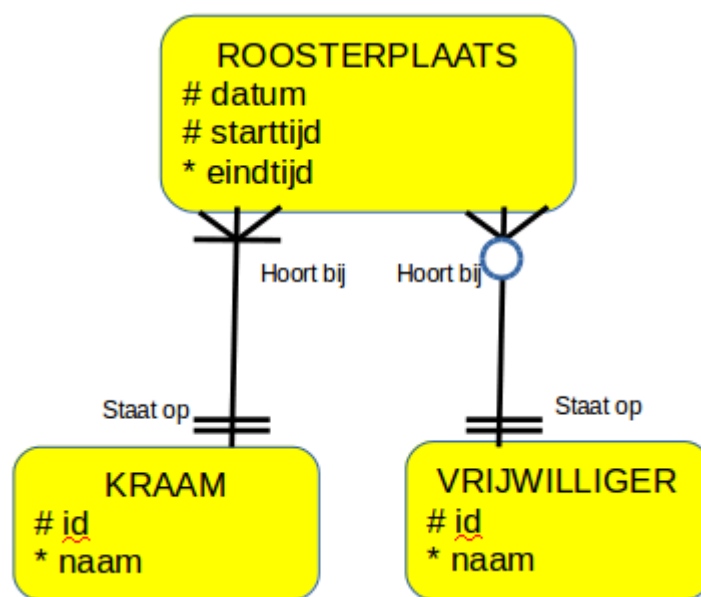 ROOSTERPLAATS
# datum
# starttijd
* eindtijd
Hoort bij
Hoort bij
Staat op
Staat op
KRAAM
# id
* naam
VRIJWILLIGER
# id
* naam